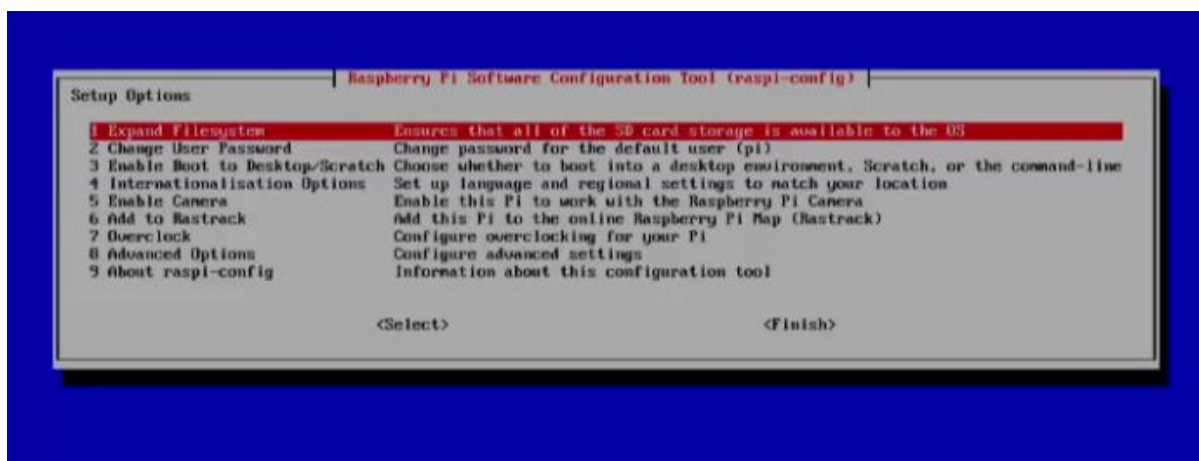 Raspberry Pi Software Configuration Tool (raspi-config)
Setup Options
1 Expand Filesystem Ensures that all of the SD card storage is available to the OS
2 Change User Password Change password for the default user (pi)
3 Enable Boot to Desktop/Scratch Choose whether to boot into a desktop environment, Scratch, or the command-line
4 Internationalisation Options Set up language and regional settings to match your location
5 Enable Camera Enable this Pi to work with the Raspberry Pi Camera
6 Add to Rastrack Add this Pi to the online Raspberry Pi Map (Rastrack)
7 Overclock Configure overclocking for your Pi
8 Advanced Options Configure advanced settings
9 About raspi-config Information about this configuration tool
<Select> <Finish>